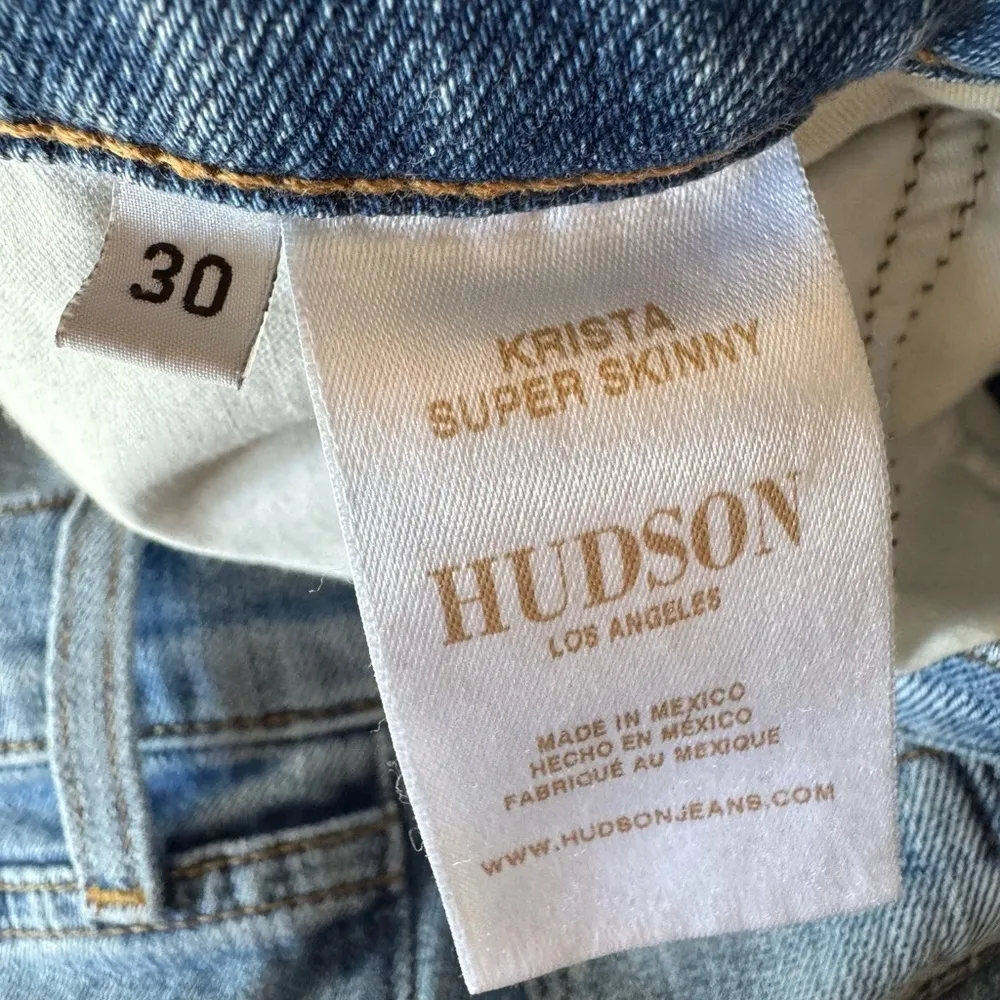 30
KRISTA
SUPER SKINNY
HUDSON
LOS ANGELES
MADE IN MEXICO
HECHO EN MÉXICO
FABRIQUÉ AU MEXIQUE
WWW.HUDSONJEANS.COM